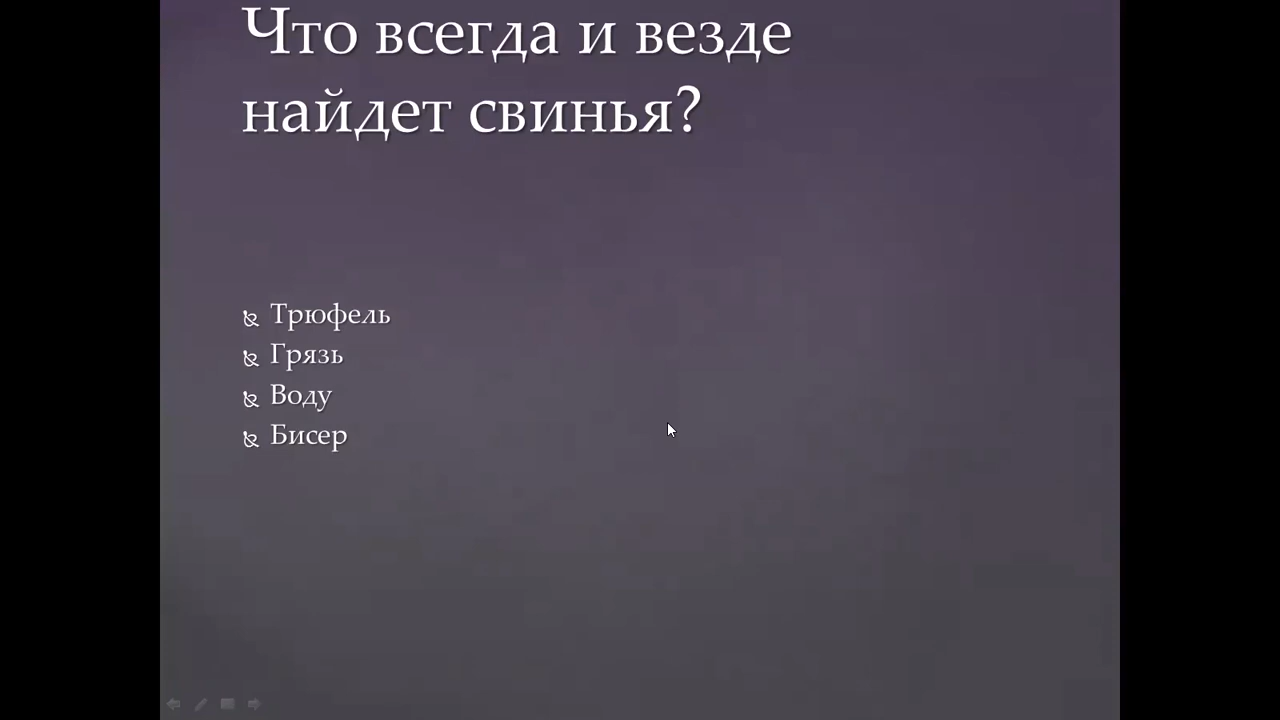 Что всегда и везде
найдет свинья?
Трюфель
Грязь
Воду
Бисер